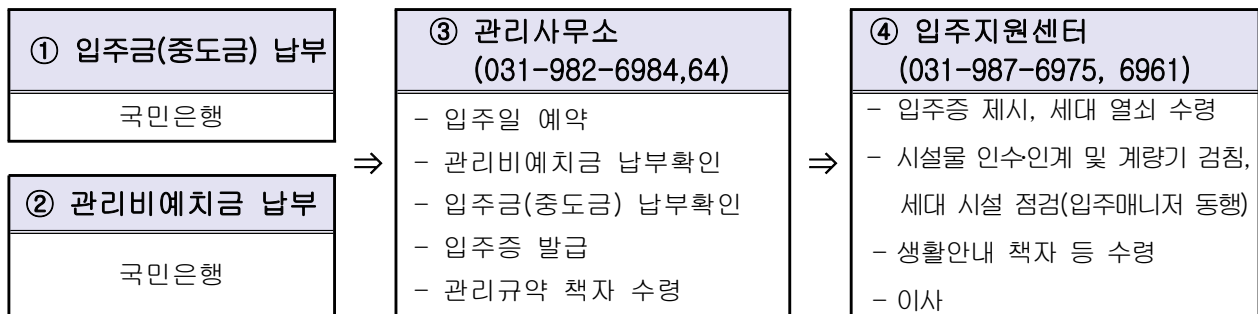 ① 입주금(중도금) 납부
국민은행
② 관리비예치금 납부
국민은행
⇒
③ 관리사무소
(031-982-6984,64)
- 입주일 예약
- 관리비예치금 납부확인
- 입주금(중도금) 납부확인
- 입주증 발급
- 관리규약 책자 수령
⇒
④ 입주지원센터
(031-987-6975, 6961)
- 입주증 제시, 세대 열쇠 수령
- 시설물 인수·인계 및 계량기 검침,
세대 시설 점검(입주매니저 동행)
- 생활안내 책자 등 수령
- 이사